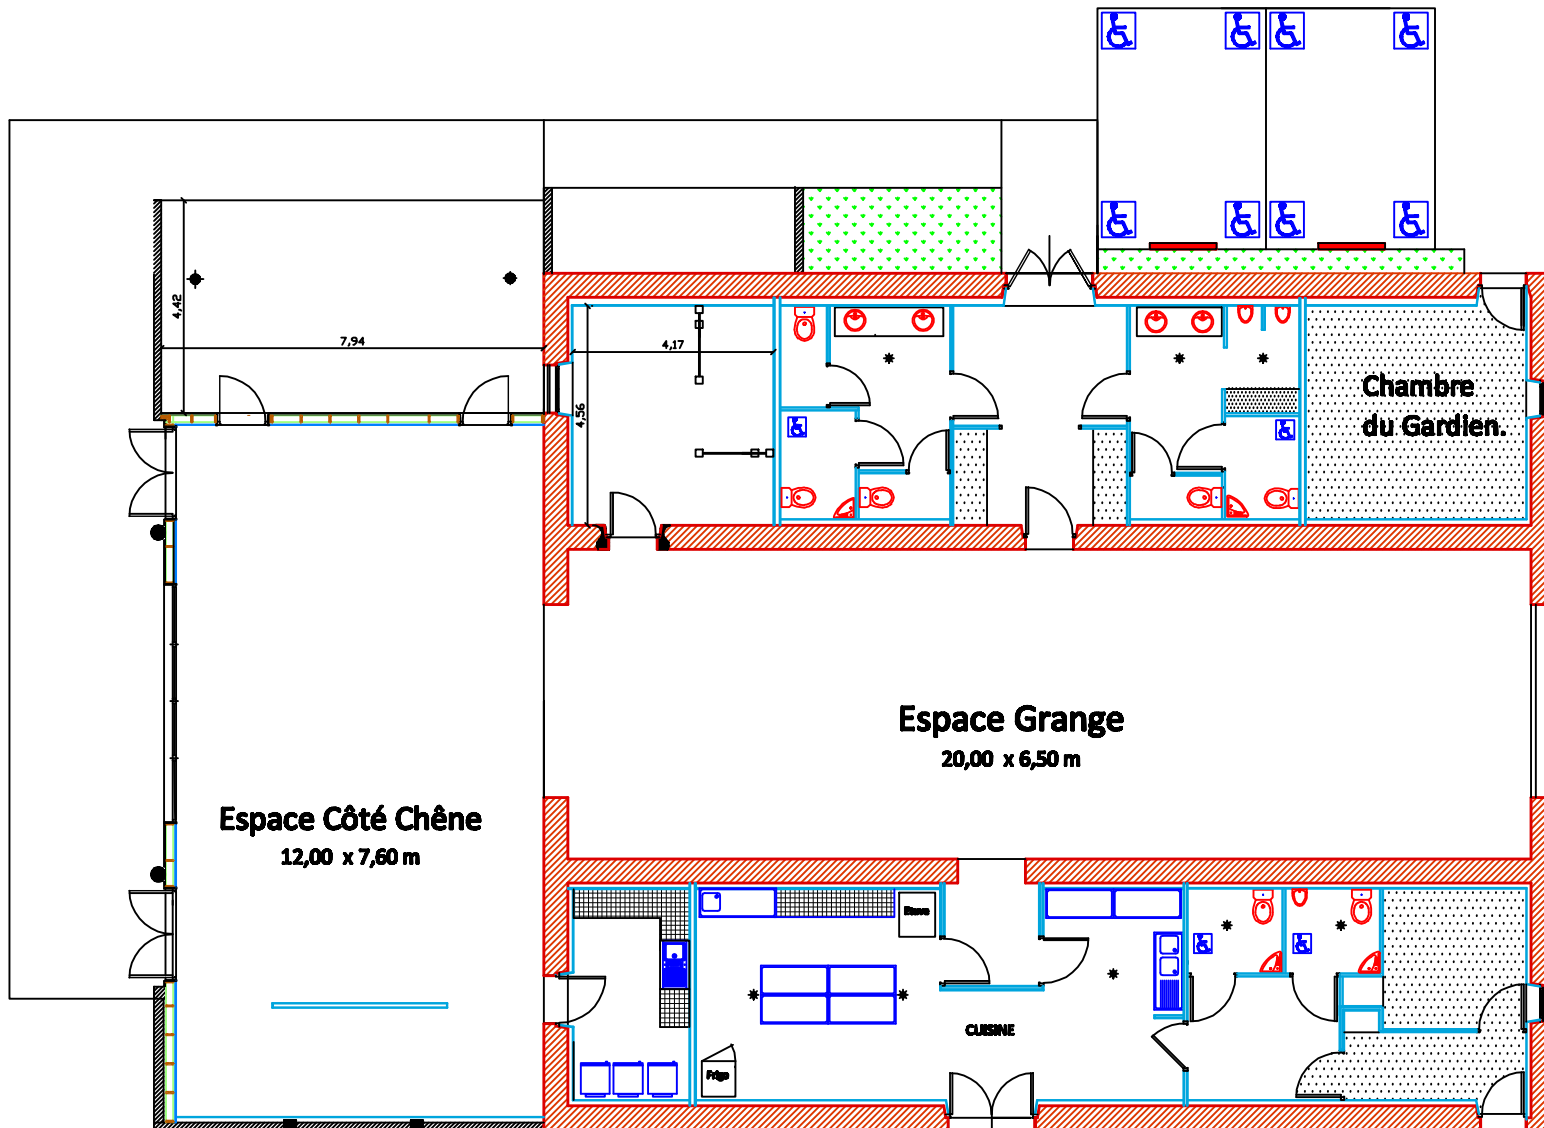 4,42
7,94
4,17
4,56
Chambre
du Gardien.
Espace Grange
20,00 x 6,50 m
Espace Côté Chêne
12,00 x 7,60 m
Etuve
CUISINE
Frigo